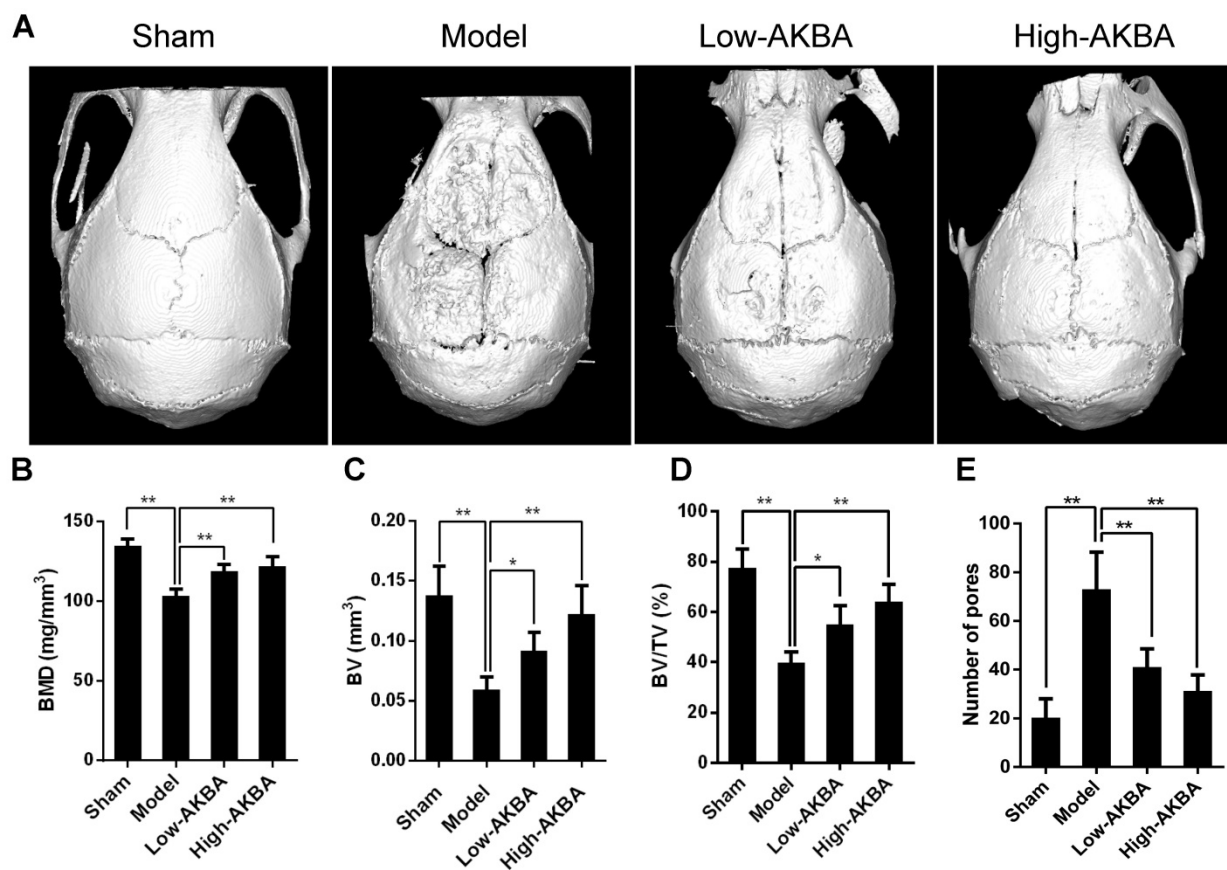 A
Sham
Model
Low-AKBA
High-AKBA
B
BMD (mg/mm³)
150
100
50
0
**
**
**
Sham
Model
Low-AKBA
High-AKBA
C
BV (mm³)
0.20
0.15
0.10
0.05
0.00
**
**
*
Sham
Model
Low-AKBA
High-AKBA
D
BV/TV (%)
100
80
60
40
20
0
**
**
*
Sham
Model
Low-AKBA
High-AKBA
E
Number of pores
100
80
60
40
20
0
**
**
**
Sham
Model
Low-AKBA
High-AKBA